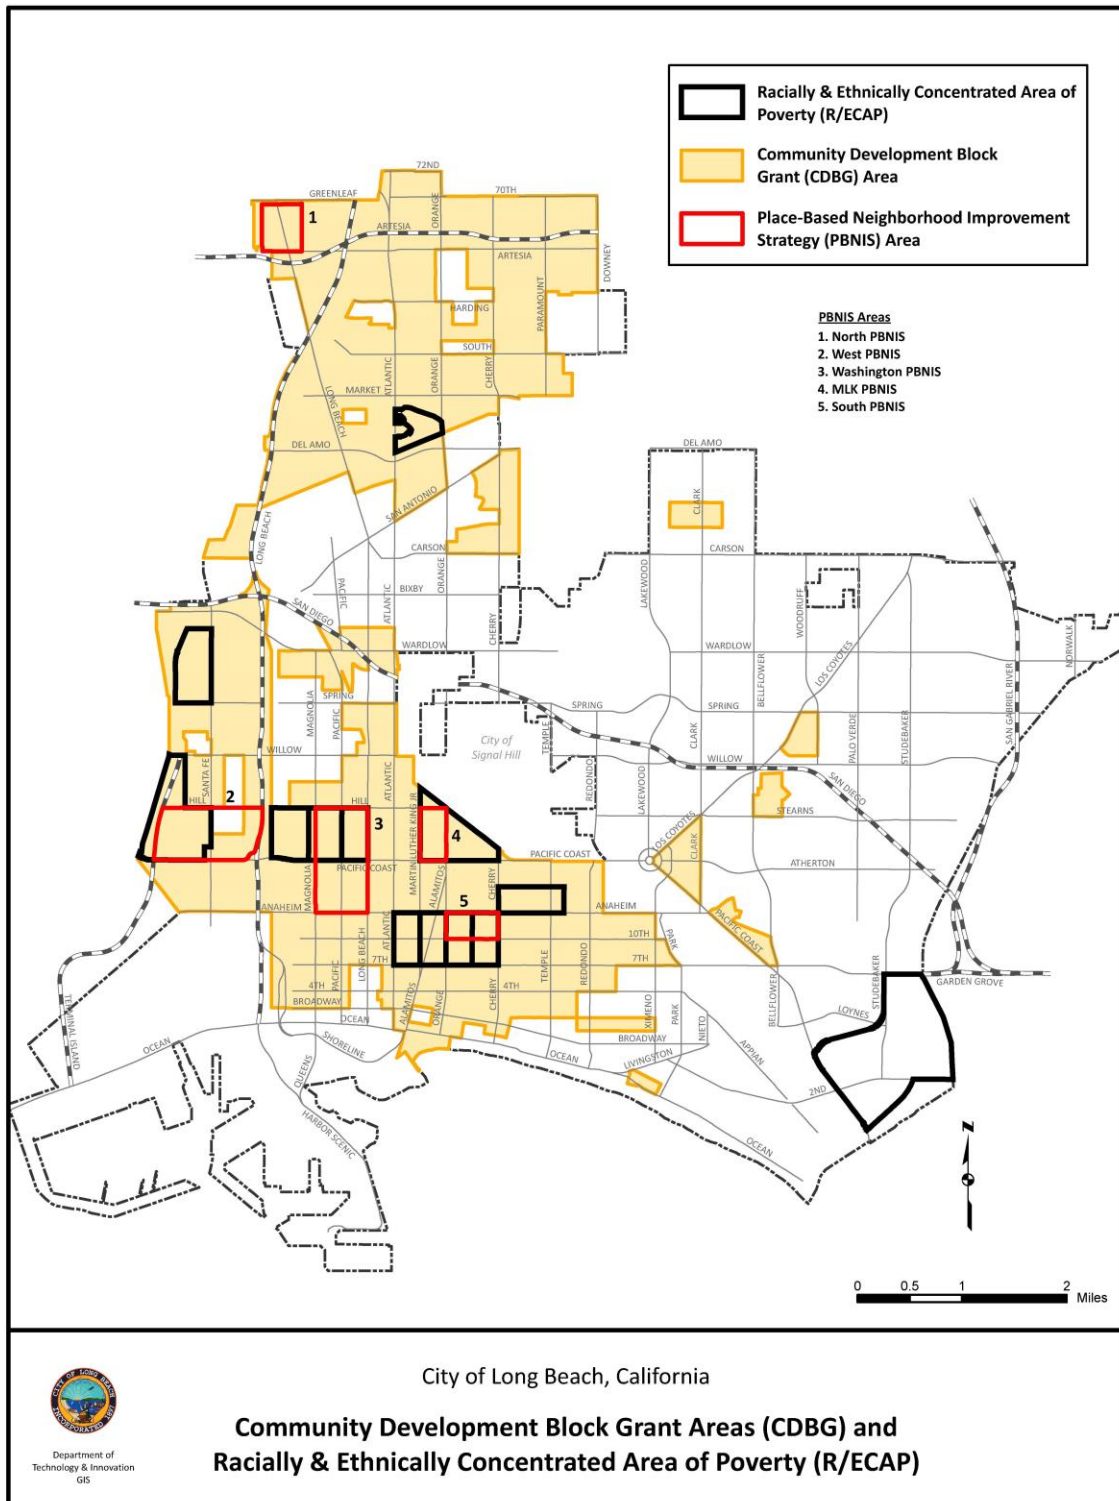 Racially & Ethnically Concentrated Area of
Poverty (R/ECAP)
Community Development Block
Grant (CDBG) Area
Place-Based Neighborhood Improvement
Strategy (PBNIS) Area
PBNIS Areas
1. North PBNIS
2. West PBNIS
3. Washington PBNIS
4. MLK PBNIS
5. South PBNIS
72ND
GREENLEAF
70TH
1
ORANGE
ARTESIA
ARTESIA
DOWNEY
PARAMOUNT
HARDING
SOUTH
ATLANTIC
ORANGE
CHERRY
MARKET
LONG BEACH
DEL AMO
DEL AMO
SAN ANTONIO
CLARK
LONG BEACH
CARSON
CARSON
ORANGE
PACIFIC
ATLANTIC
BIXBY
LAKEWOOD
WOODRUFF
SAN DIEGO
CHERRY
WARDLOW
WARDLOW
NORWALK
LOS COYOTES
BELLFLOWER
SAN GABRIEL RIVER
MAGNOLIA
SPRING
PACIFIC
SPRING
SPRING
CLARK
TEMPLE
City of
Signal Hill
PALO VERDE
STUDEBAKER
WILLOW
WILLOW
SANTA FE
ATLANTIC
REDONDO
LAKEWOOD
SAN DIEGO
HILL
2
HILL
3
MARTIN LUTHER KING JR
4
STEARNS
LOS COYOTES
CLARK
PACIFIC COAST
PACIFIC COAST
ATHERTON
MAGNOLIA
ALAMITOS
CHERRY
5
ANAHEIM
ANAHEIM
PACIFIC COAST
ATLANTIC
LONG BEACH
10TH
PARK
7TH
7TH
PACIFIC
TEMPLE
REDONDO
STUDEBAKER
GARDEN GROVE
4TH
4TH
BROADWAY
ALAMITOS
ORANGE
CHERRY
BELLFLOWER
LOYNES
OCEAN
XIMENO
PARK
NIETO
TERMINAL ISLAND
OCEAN
SHORELINE
BROADWAY
APPIAN
OCEAN
LIVINGSTON
QUEENS
2ND
HARBOR SCENIC
OCEAN
N
0 0.5 1 2
Miles
City of Long Beach, California
Community Development Block Grant Areas (CDBG) and
Racially & Ethnically Concentrated Area of Poverty (R/ECAP)
CITY OF LONG BEACH
INCORPORATED 1897
Department of
Technology & Innovation
GIS